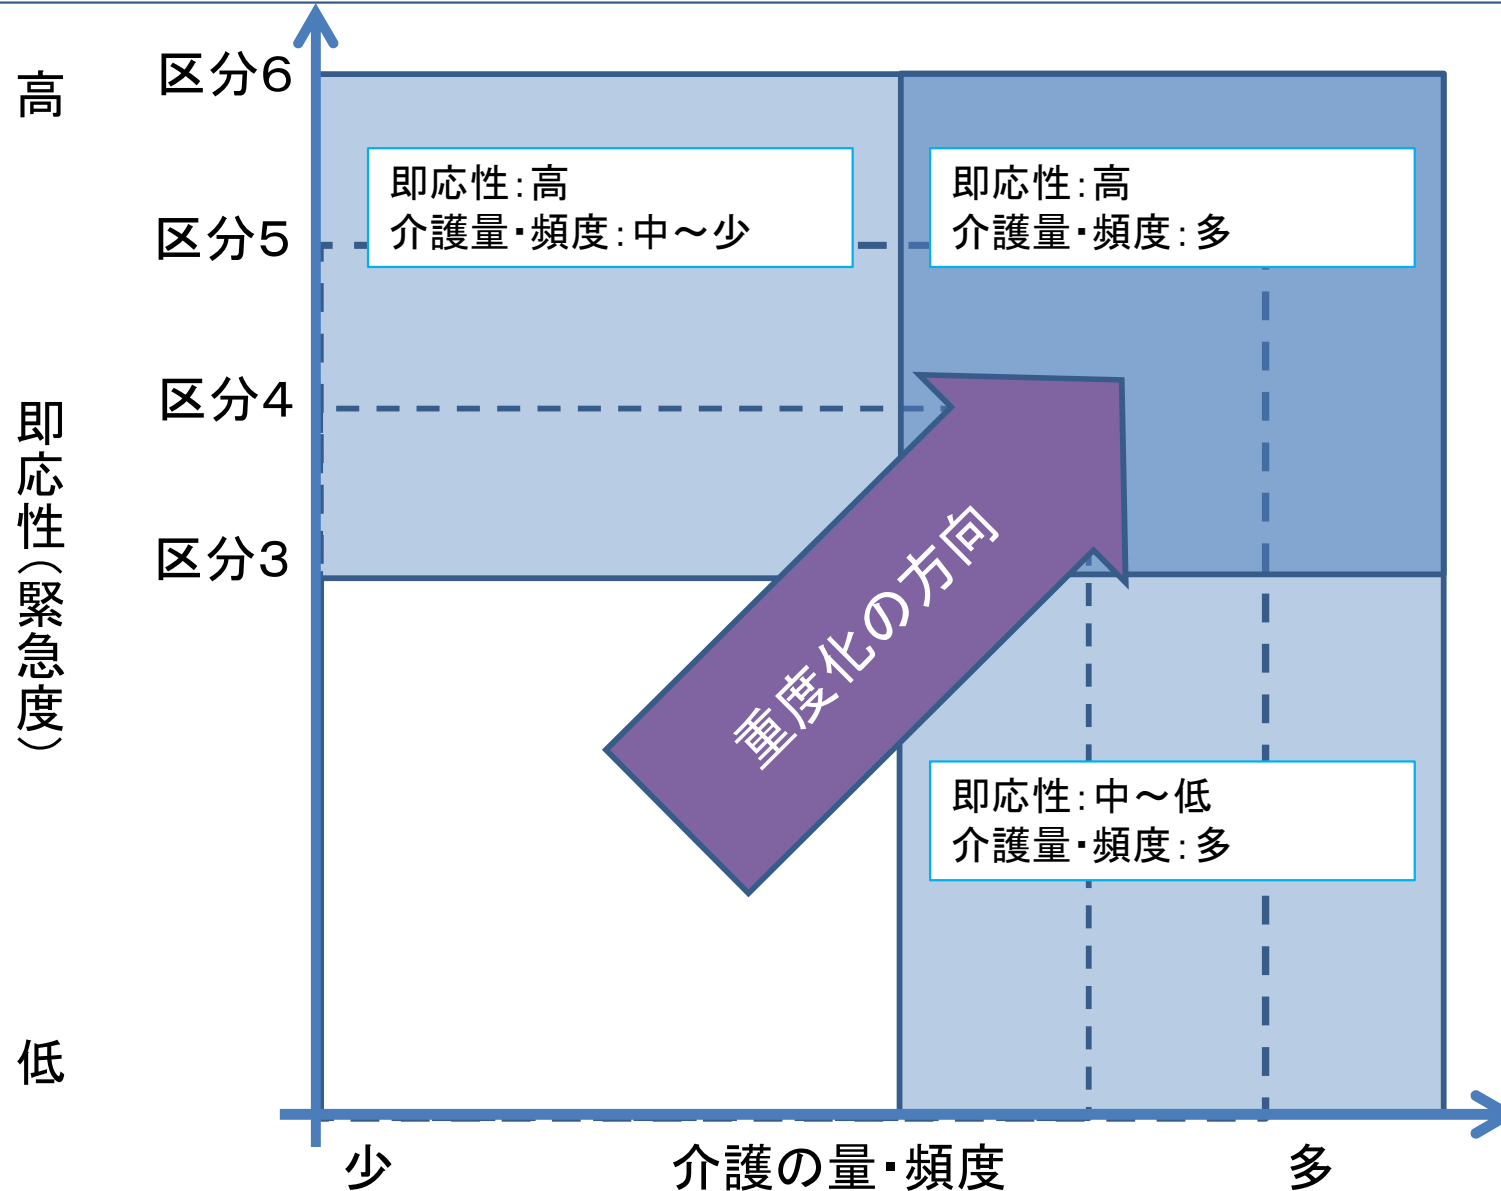 高
区分6
区分5
区分4
区分3
即応性(緊急度)
低
即応性:高
介護量・頻度:中～少
即応性:高
介護量・頻度:多
重度化の方向
即応性:中～低
介護量・頻度:多
少
介護の量・頻度
多